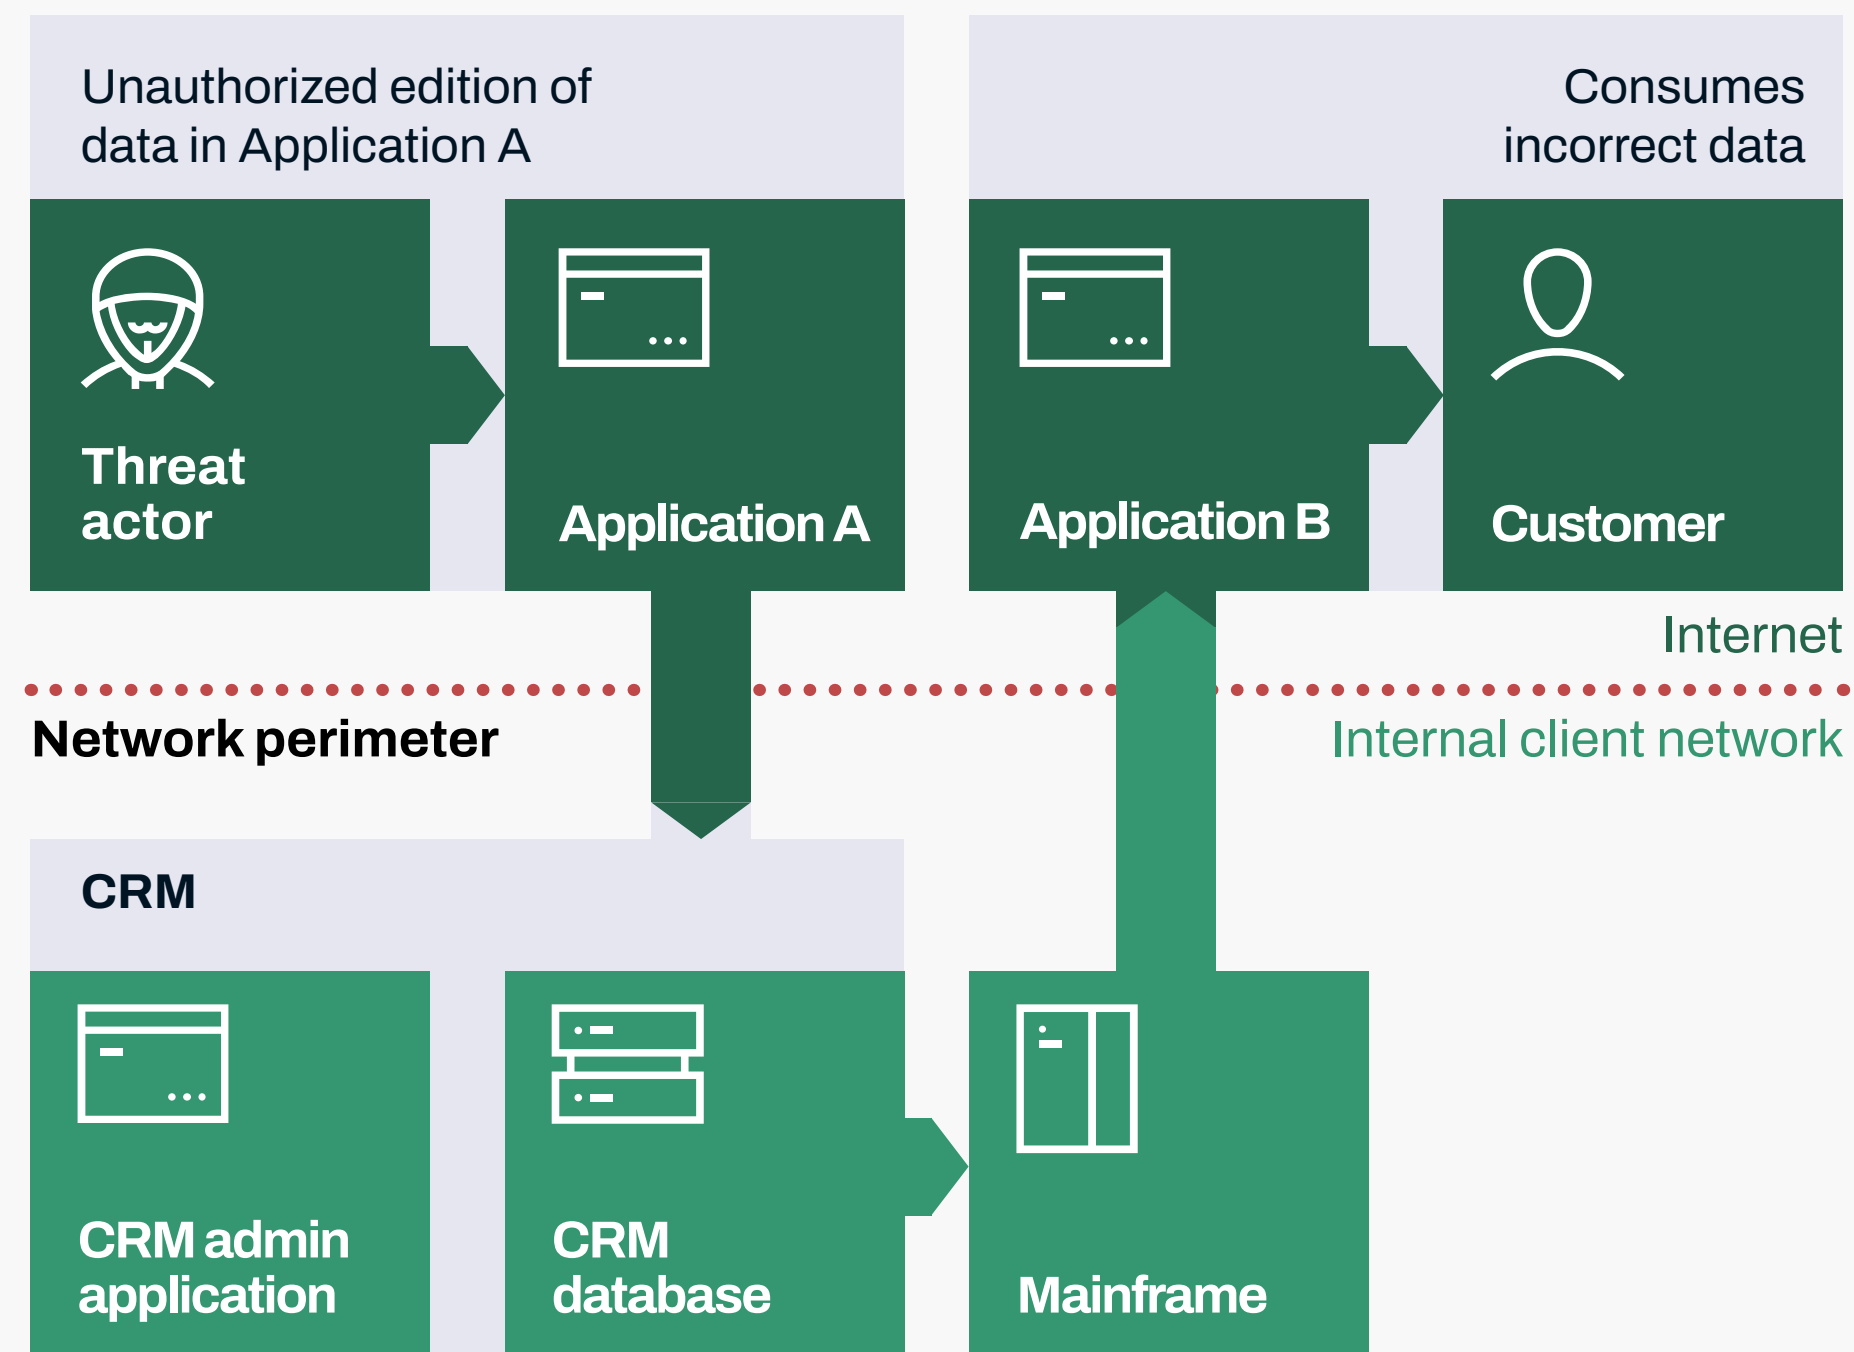 Unauthorized edition of
data in Application A
Consumes
incorrect data
Threat
actor
Application A
Application B
Customer
Internet
Network perimeter
Internal client network
CRM
CRM admin
application
CRM
database
Mainframe